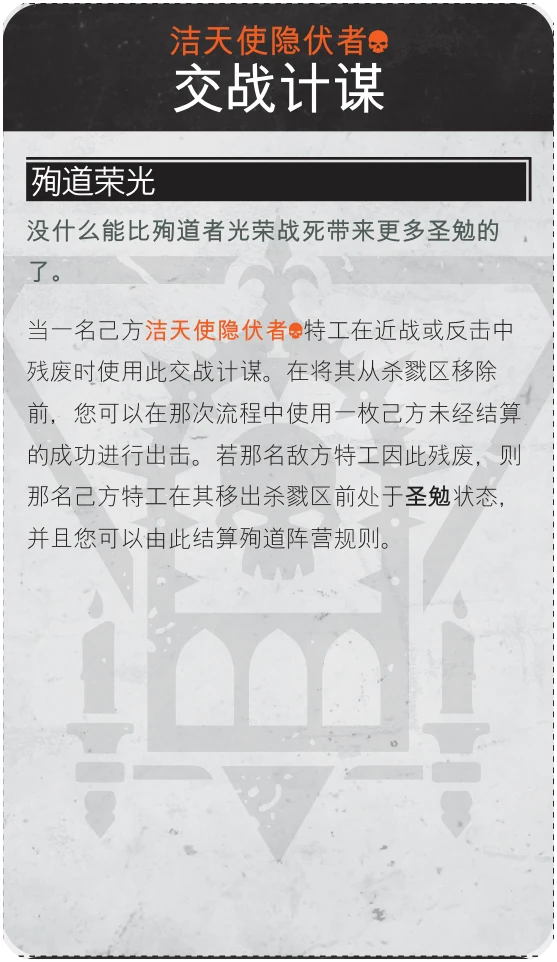 洁天使隐伏者
交战计谋
殉道荣光
没什么能比殉道者光荣战死带来更多圣勉的
了。
当一名己方洁天使隐伏者特工在近战或反击中
残废时使用此交战计谋。在将其从杀戮区移除
前，您可以在那次流程中使用一枚己方未经结算
的成功进行出击。若那名敌方特工因此残废，则
那名己方特工在其移出杀戮区前处于圣勉状态，
并且您可以由此结算殉道阵营规则。